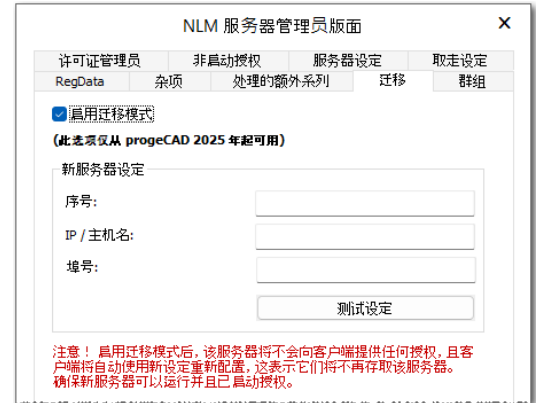 NLM 服务器管理员版面
许可证管理员 非启动授权 服务器设定 取走设定
RegData 杂项 处理的额外系列 迁移 群组
启用迁移模式
(此选项仅从 progeCAD 2025 年起可用)
新服务器设定
序号:
IP / 主机名:
埠号:
测试设定
注意！ 启用迁移模式后, 该服务器将不会向客户端提供任何授权, 且客
户端将自动使用新设定重新配置, 这表示它们将不再存取该服务器。
确保新服务器可以运行并且已启动授权。